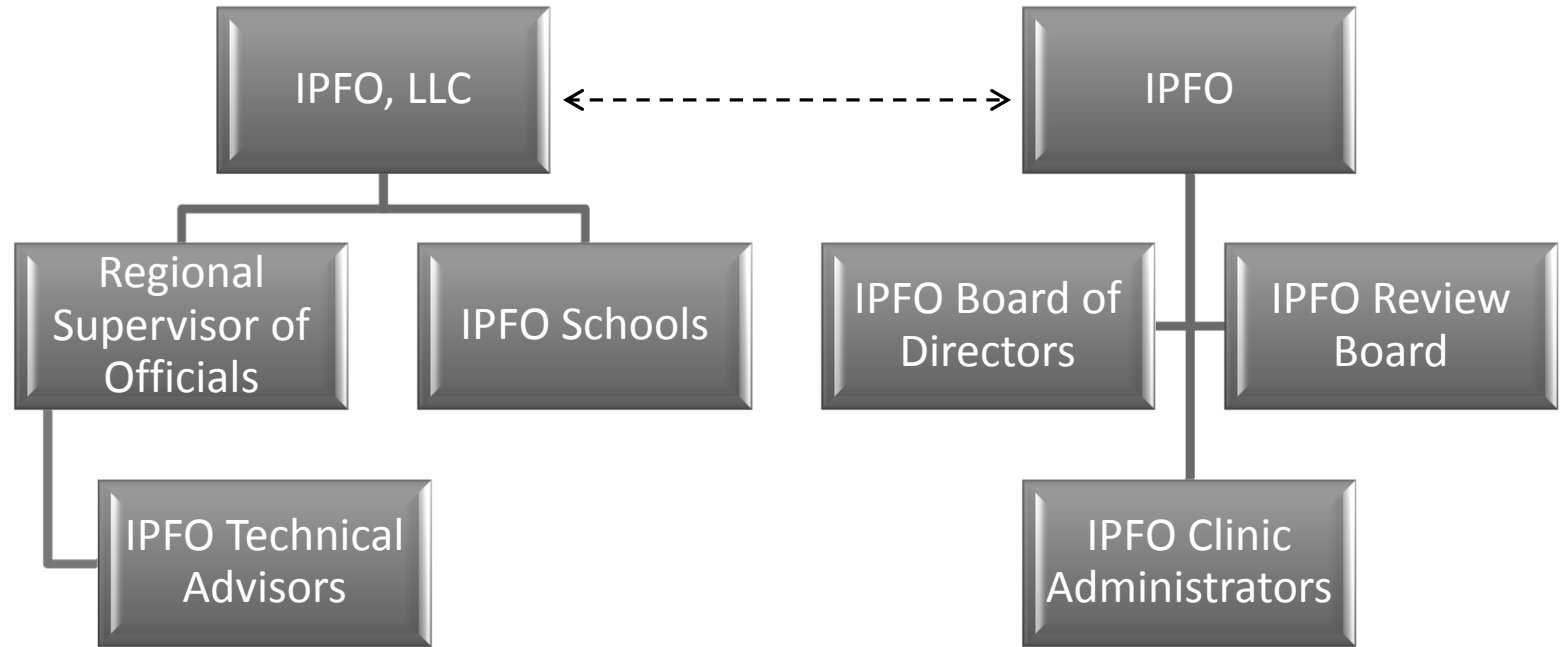 IPFO, LLC
IPFO
Regional
Supervisor of
Officials
IPFO Schools
IPFO Board of
Directors
IPFO Review
Board
IPFO Technical
Advisors
IPFO Clinic
Administrators